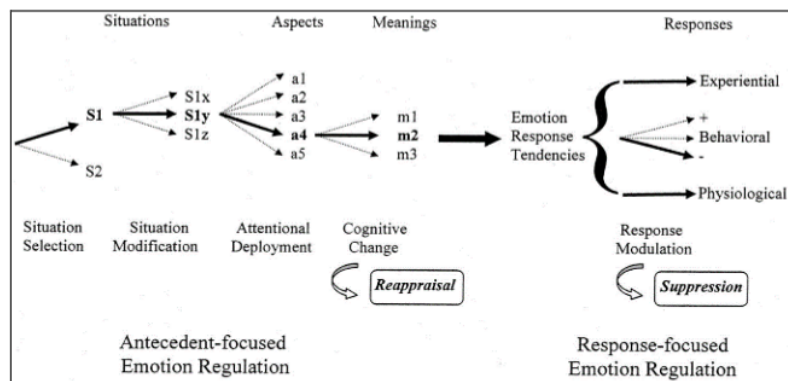 Situations Aspects Meanings Responses
a1
Experiential
S1x a2
m1 Emotion +
S1 S1y a3
a4 m2 Response Behavioral
S1z
a5 m3 Tendencies -
S2
Physiological
Situation Situation Attentional Cognitive Response
Selection Modification Deployment Change Modulation
Reappraisal Suppression
Antecedent-focused Response-focused
Emotion Regulation Emotion Regulation